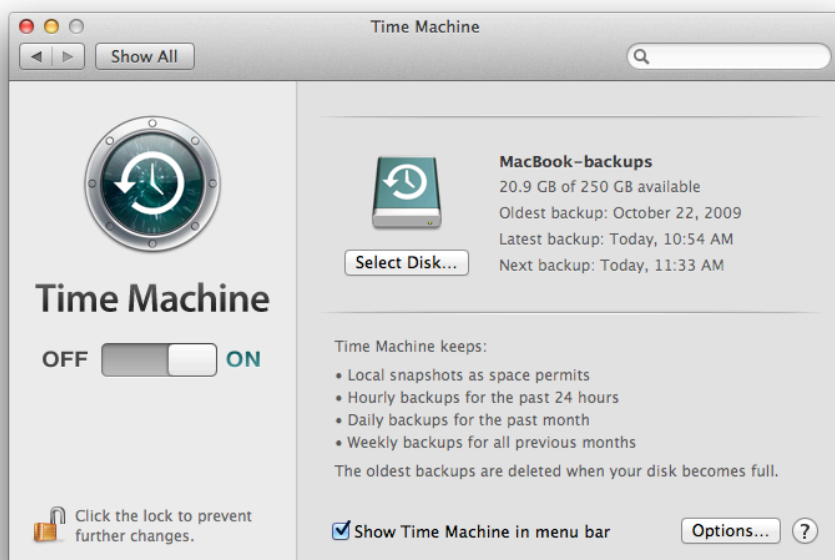 Time Machine
Show All
MacBook-backups
20.9 GB of 250 GB available
Oldest backup: October 22, 2009
Latest backup: Today, 10:54 AM
Next backup: Today, 11:33 AM
Select Disk...
Time Machine
OFF ON
Time Machine keeps:
• Local snapshots as space permits
• Hourly backups for the past 24 hours
• Daily backups for the past month
• Weekly backups for all previous months
The oldest backups are deleted when your disk becomes full.
Click the lock to prevent
further changes.
Show Time Machine in menu bar
Options...
?